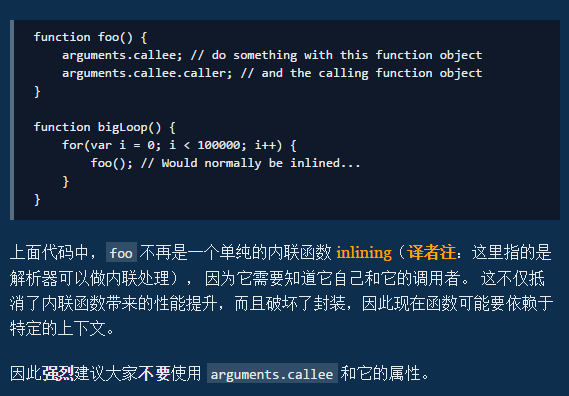 function foo() {
    arguments.callee; // do something with this function object
    arguments.callee.caller; // and the calling function object
}
function bigLoop() {
    for(var i = 0; i < 100000; i++) {
        foo(); // Would normally be inlined...
    }
}
上面代码中，foo 不再是一个单纯的内联函数 inlining（译者注：这里指的是
解析器可以做内联处理），因为它需要知道它自己和它的调用者。 这不仅抵
消了内联函数带来的性能提升，而且破坏了封装，因此现在函数可能要依赖于
特定的上下文。
因此强烈建议大家不要使用 arguments.callee 和它的属性。